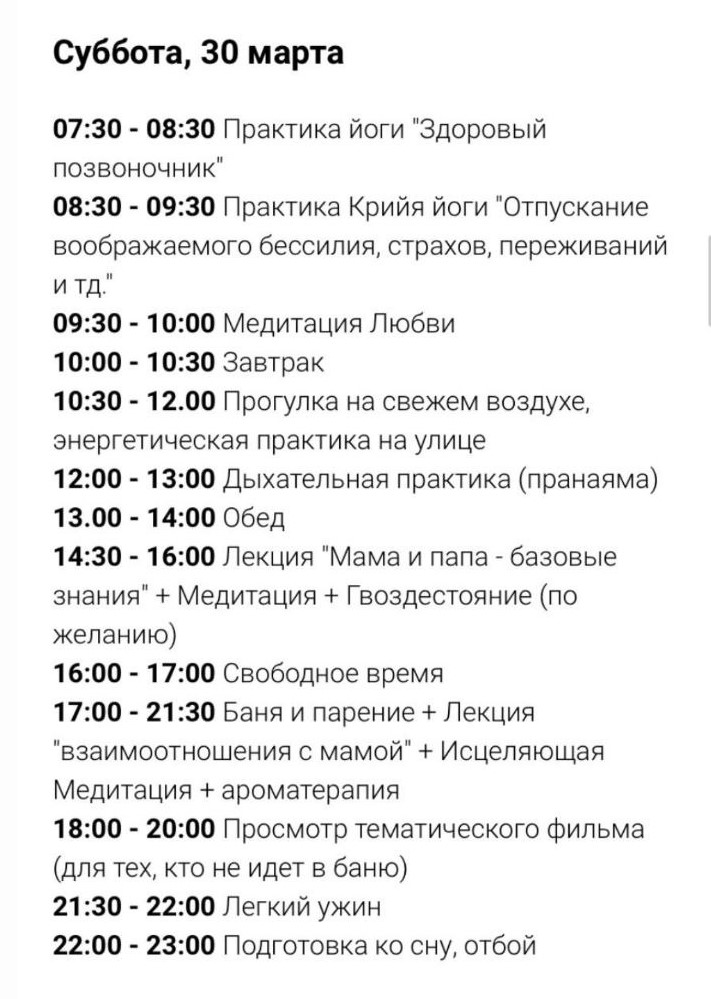 Суббота, 30 марта
07:30 - 08:30 Практика йоги "Здоровый
позвоночник"
08:30 - 09:30 Практика Крийя йоги "Отпускание
воображаемого бессилия, страхов, переживаний
и тд."
09:30 - 10:00 Медитация Любви
10:00 - 10:30 Завтрак
10:30 - 12.00 Прогулка на свежем воздухе,
энергетическая практика на улице
12:00 - 13:00 Дыхательная практика (пранаяма)
13.00 - 14:00 Обед
14:30 - 16:00 Лекция "Мама и папа - базовые
знания" + Медитация + Гвоздестояние (по
желанию)
16:00 - 17:00 Свободное время
17:00 - 21:30 Баня и парение + Лекция
"взаимоотношения с мамой" + Исцеляющая
Медитация + ароматерапия
18:00 - 20:00 Просмотр тематического фильма
(для тех, кто не идет в баню)
21:30 - 22:00 Легкий ужин
22:00 - 23:00 Подготовка ко сну, отбой